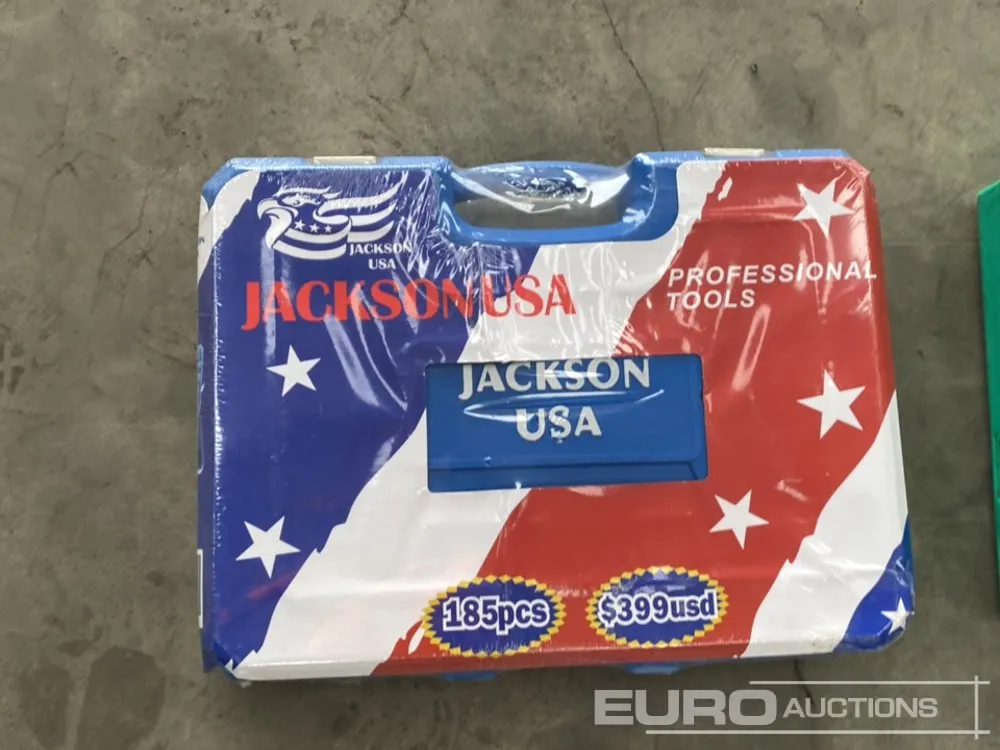 JACKSON
USA
JACKSON USA
PROFESSIONAL
TOOLS
JACKSON
USA
185pcs
$399usd
EURO AUCTIONS